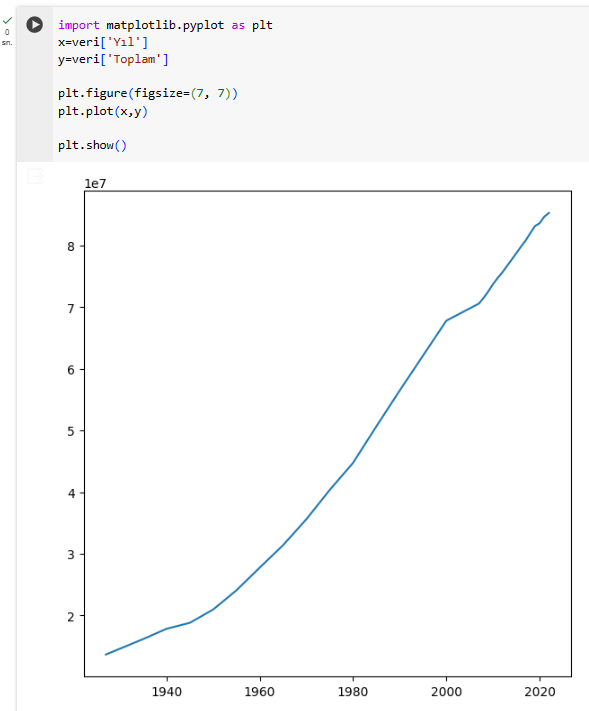 0
sn.
import matplotlib.pyplot as plt
x=veri['Yıl']
y=veri['Toplam']
plt.figure(figsize=(7, 7))
plt.plot(x,y)
plt.show()
1e7
8
7
6
5
4
3
2
1940 1960 1980 2000 2020